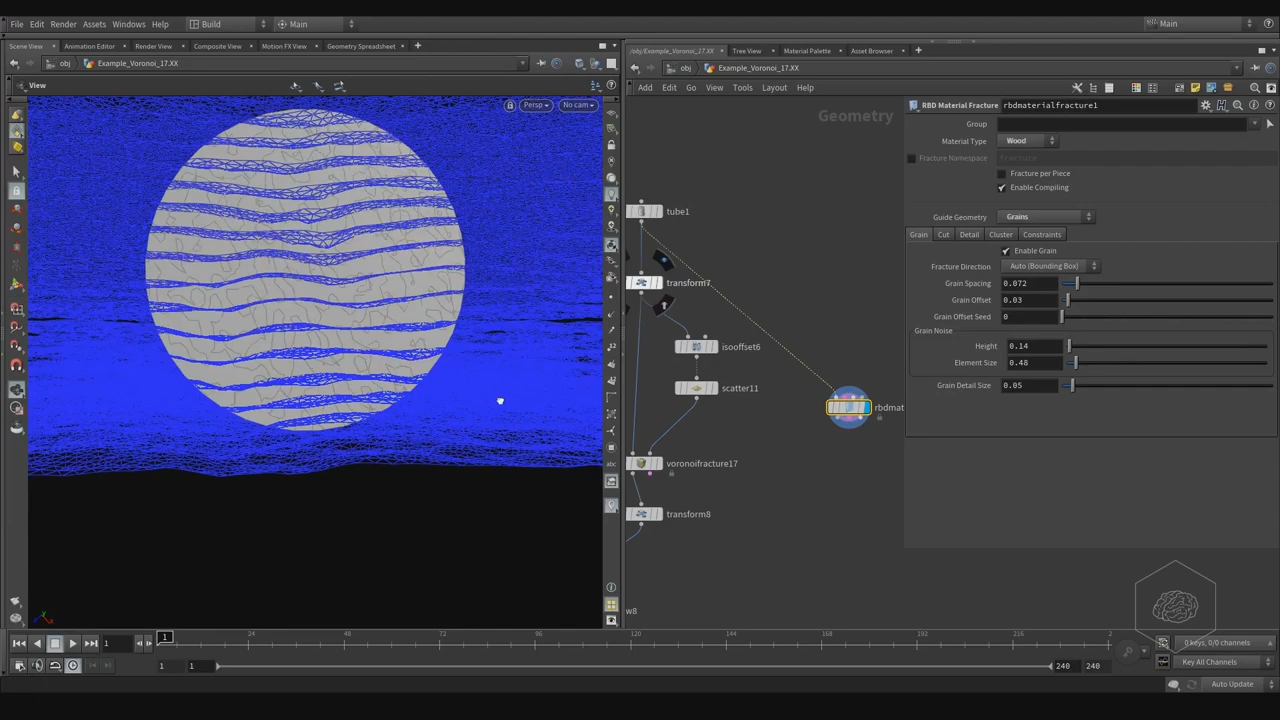 File Edit Render Assets Windows Help Build Main Main
Scene View Animation Editor Render View Composite View Motion FX View Geometry Spreadsheet
obj Example_Voronoi_17.XX
View
Persp No cam
/obj/Example_Voronoi_17.XX Tree View Material Palette Asset Browser
obj Example_Voronoi_17.XX
Add Edit Go View Tools Layout Help
Geometry
tube1
transform7
isooffset6
scatter11
rbdmat
voronoifracture17
transform8
w8
RBD Material Fracture rbdmaterialfracture1
Group
Material Type Wood
Fracture Namespace fracture
Fracture per Piece
Enable Compiling
Guide Geometry Grains
Grain Cut Detail Cluster Constraints
Enable Grain
Fracture Direction Auto (Bounding Box)
Grain Spacing 0.072
Grain Offset 0.03
Grain Offset Seed 0
Grain Noise
Height 0.14
Element Size 0.48
Grain Detail Size 0.05
abc
1 1 24 48 72 96 120 144 168 192 216 2
1 1 240 240
0 keys, 0/0 channels
Key All Channels
Auto Update